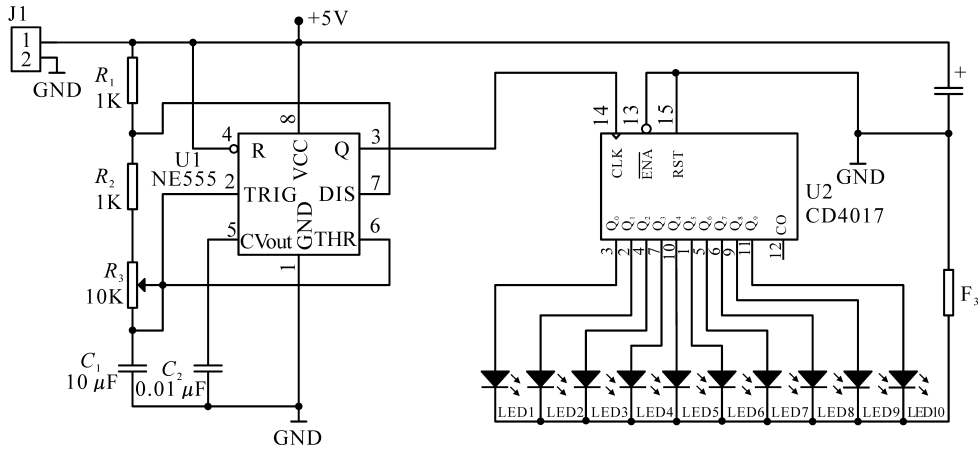 J1
+5V
1
2
GND
R₁
1K
R₂
1K
R₃
10K
C₁
10 μF
C₂
0.01 μF
U1
NE555
4
2
5
8
3
7
6
1
R
VCC
Q
TRIG
DIS
CVout
GND
THR
GND
14
13
15
CLK
ENA
RST
U2
CD4017
Q₀
Q₁
Q₂
Q₃
Q₄
Q₅
Q₆
Q₇
Q₈
Q₉
CO
3
2
4
7
10
1
5
6
9
11
12
+
GND
F₃
LED1
LED2
LED3
LED4
LED5
LED6
LED7
LED8
LED9
LED10